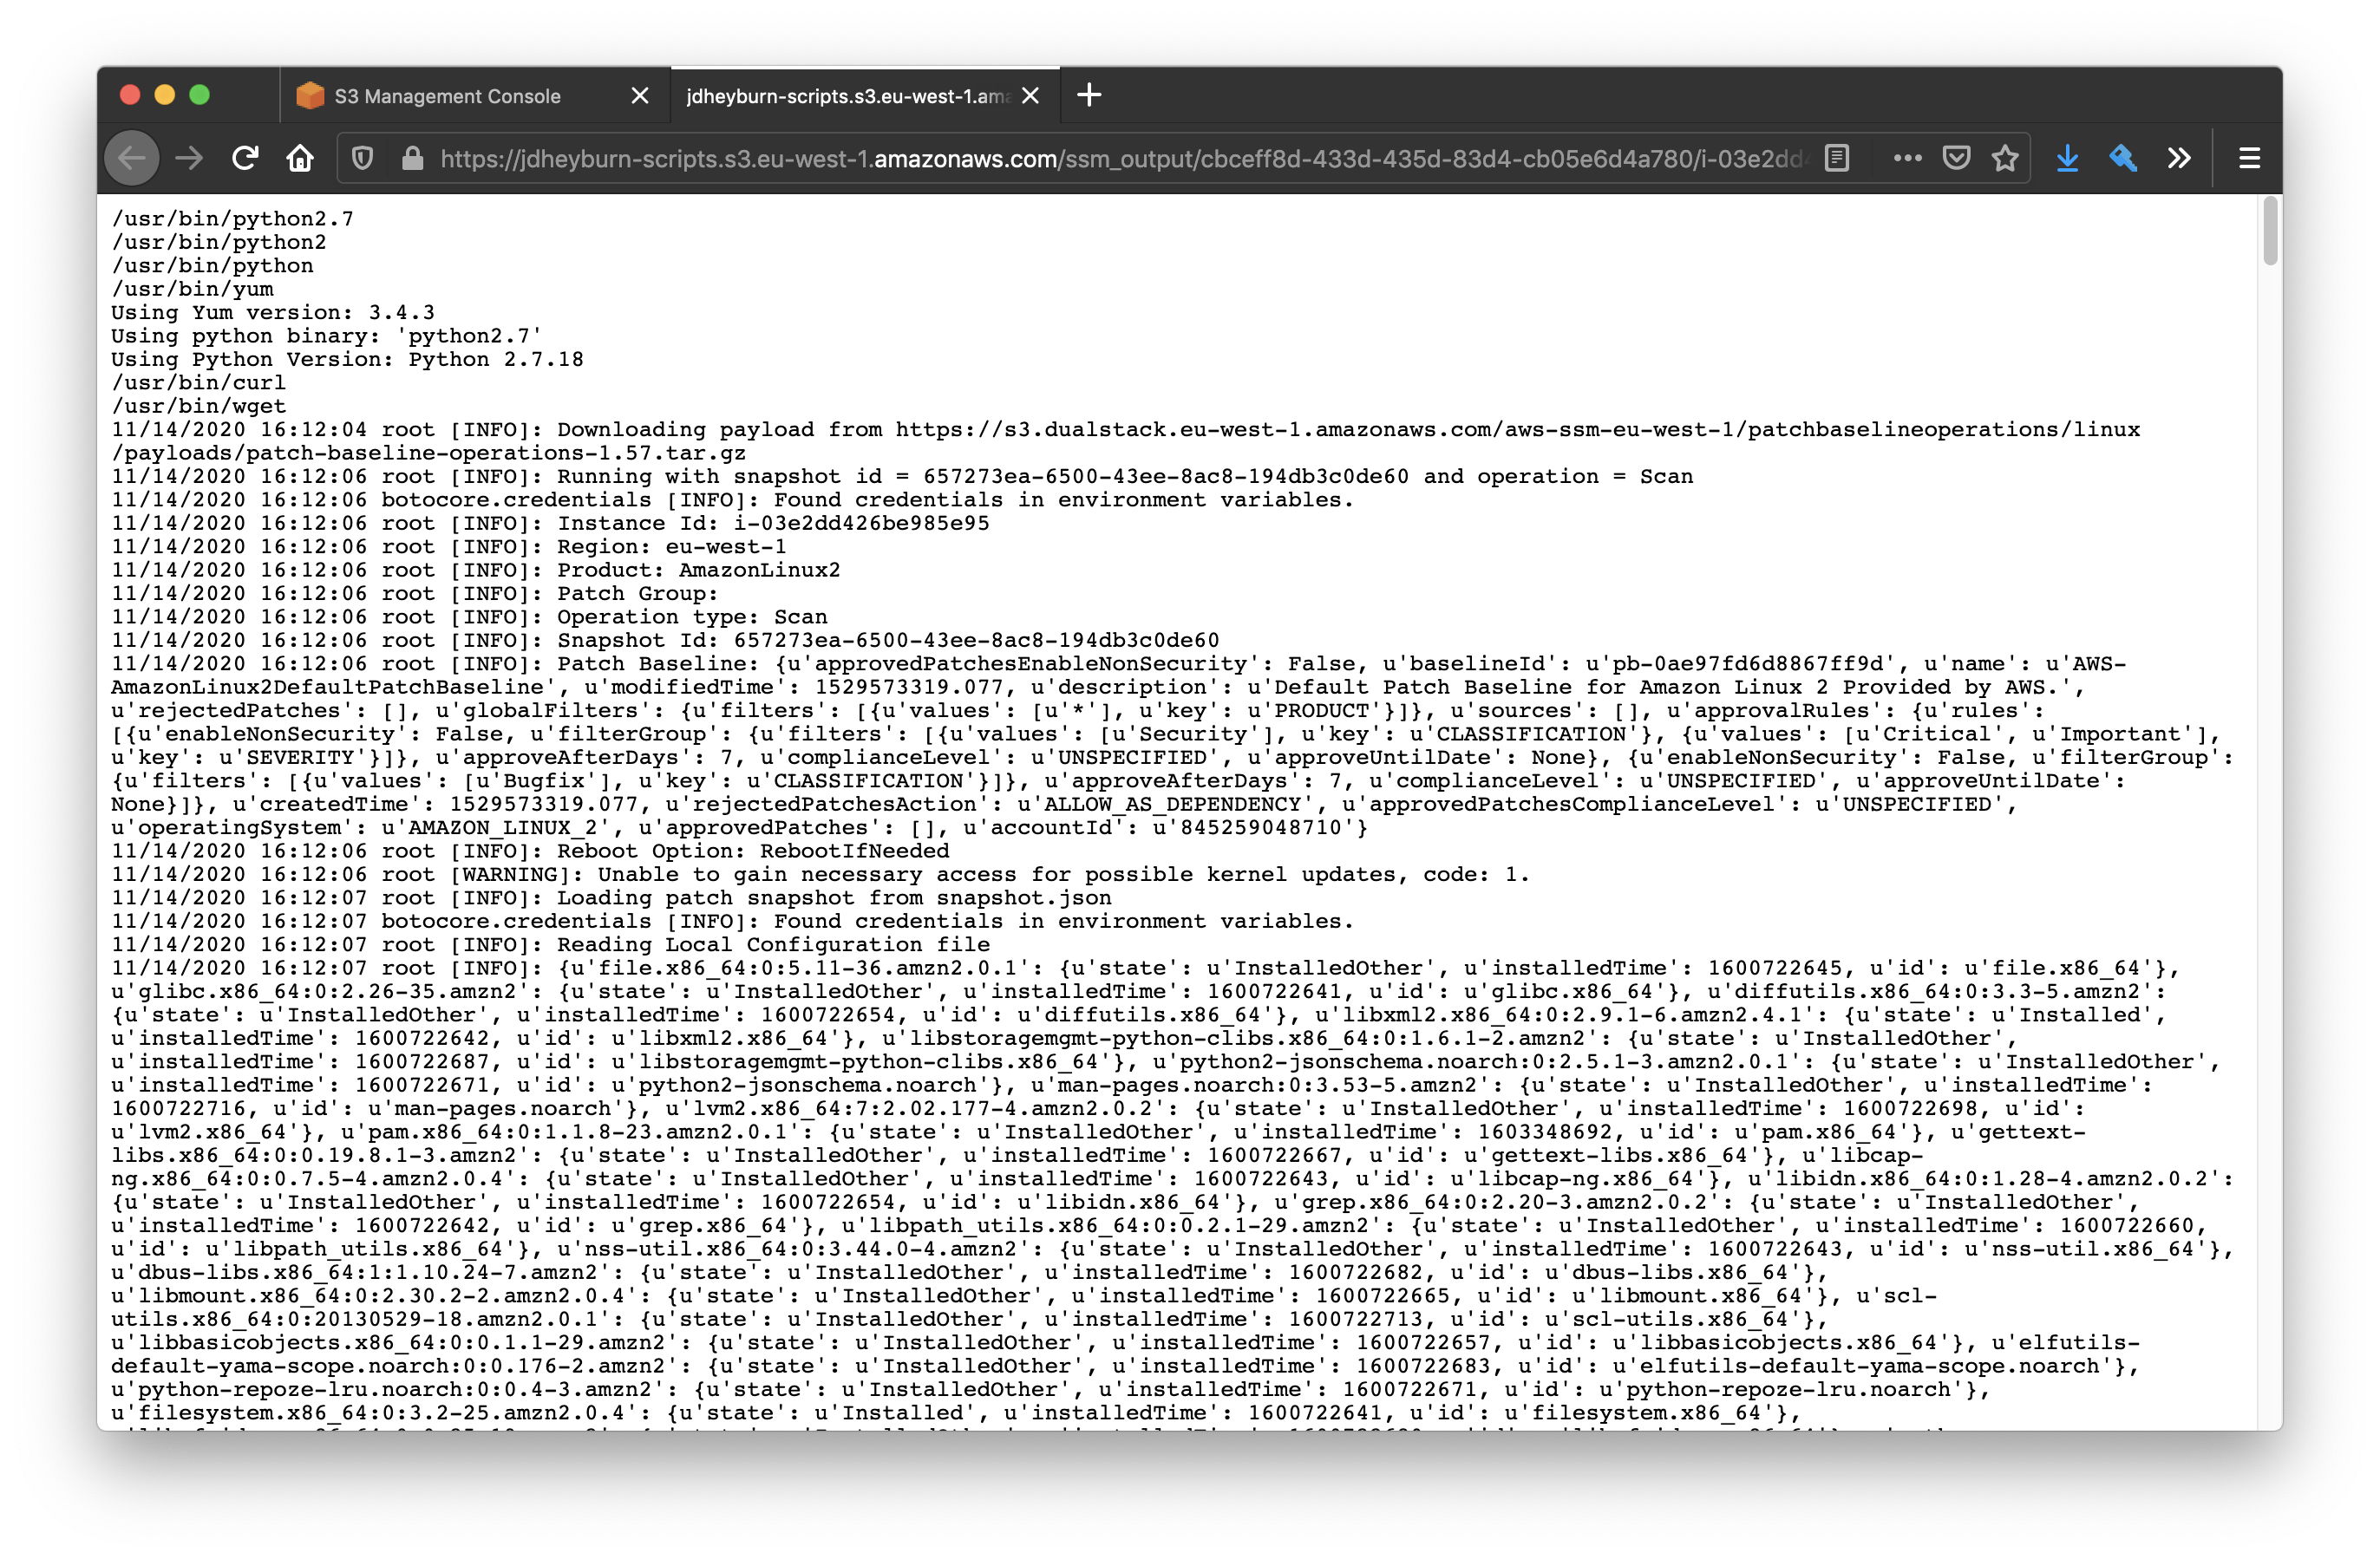 S3 Management Console
jdheyburn-scripts.s3.eu-west-1.ama
https://jdheyburn-scripts.s3.eu-west-1.amazonaws.com/ssm_output/cbceff8d-433d-435d-83d4-cb05e6d4a780/i-03e2dd4
/usr/bin/python2.7
/usr/bin/python2
/usr/bin/python
/usr/bin/yum
Using Yum version: 3.4.3
Using python binary: 'python2.7'
Using Python Version: Python 2.7.18
/usr/bin/curl
/usr/bin/wget
11/14/2020 16:12:04 root [INFO]: Downloading payload from https://s3.dualstack.eu-west-1.amazonaws.com/aws-ssm-eu-west-1/patchbaselineoperations/linux
/payloads/patch-baseline-operations-1.57.tar.gz
11/14/2020 16:12:06 root [INFO]: Running with snapshot id = 657273ea-6500-43ee-8ac8-194db3c0de60 and operation = Scan
11/14/2020 16:12:06 botocore.credentials [INFO]: Found credentials in environment variables.
11/14/2020 16:12:06 root [INFO]: Instance Id: i-03e2dd426be985e95
11/14/2020 16:12:06 root [INFO]: Region: eu-west-1
11/14/2020 16:12:06 root [INFO]: Product: AmazonLinux2
11/14/2020 16:12:06 root [INFO]: Patch Group:
11/14/2020 16:12:06 root [INFO]: Operation type: Scan
11/14/2020 16:12:06 root [INFO]: Snapshot Id: 657273ea-6500-43ee-8ac8-194db3c0de60
11/14/2020 16:12:06 root [INFO]: Patch Baseline: {u'approvedPatchesEnableNonSecurity': False, u'baselineId': u'pb-0ae97fd6d8867ff9d', u'name': u'AWS-
AmazonLinux2DefaultPatchBaseline', u'modifiedTime': 1529573319.077, u'description': u'Default Patch Baseline for Amazon Linux 2 Provided by AWS.',
u'rejectedPatches': [], u'globalFilters': {u'filters': [{u'values': [u'*'], u'key': u'PRODUCT'}]}, u'sources': [], u'approvalRules': {u'rules':
[{u'enableNonSecurity': False, u'filterGroup': {u'filters': [{u'values': [u'Security'], u'key': u'CLASSIFICATION'}, {u'values': [u'Critical', u'Important'],
u'key': u'SEVERITY'}]}, u'approveAfterDays': 7, u'complianceLevel': u'UNSPECIFIED', u'approveUntilDate': None}, {u'enableNonSecurity': False, u'filterGroup':
{u'filters': [{u'values': [u'Bugfix'], u'key': u'CLASSIFICATION'}]}, u'approveAfterDays': 7, u'complianceLevel': u'UNSPECIFIED', u'approveUntilDate':
None}]}, u'createdTime': 1529573319.077, u'rejectedPatchesAction': u'ALLOW_AS_DEPENDENCY', u'approvedPatchesComplianceLevel': u'UNSPECIFIED',
u'operatingSystem': u'AMAZON_LINUX_2', u'approvedPatches': [], u'accountId': u'845259048710'}
11/14/2020 16:12:06 root [INFO]: Reboot Option: RebootIfNeeded
11/14/2020 16:12:06 root [WARNING]: Unable to gain necessary access for possible kernel updates, code: 1.
11/14/2020 16:12:07 root [INFO]: Loading patch snapshot from snapshot.json
11/14/2020 16:12:07 botocore.credentials [INFO]: Found credentials in environment variables.
11/14/2020 16:12:07 root [INFO]: Reading Local Configuration file
11/14/2020 16:12:07 root [INFO]: {u'file.x86_64:0:5.11-36.amzn2.0.1': {u'state': u'InstalledOther', u'installedTime': 1600722645, u'id': u'file.x86_64'},
u'glibc.x86_64:0:2.26-35.amzn2': {u'state': u'InstalledOther', u'installedTime': 1600722641, u'id': u'glibc.x86_64'}, u'diffutils.x86_64:0:3.3-5.amzn2':
{u'state': u'InstalledOther', u'installedTime': 1600722654, u'id': u'diffutils.x86_64'}, u'libxml2.x86_64:0:2.9.1-6.amzn2.4.1': {u'state': u'Installed',
u'installedTime': 1600722642, u'id': u'libxml2.x86_64'}, u'libstoragemgmt-python-clibs.x86_64:0:1.6.1-2.amzn2': {u'state': u'InstalledOther',
u'installedTime': 1600722687, u'id': u'libstoragemgmt-python-clibs.x86_64'}, u'python2-jsonschema.noarch:0:2.5.1-3.amzn2.0.1': {u'state': u'InstalledOther',
u'installedTime': 1600722671, u'id': u'python2-jsonschema.noarch'}, u'man-pages.noarch:0:3.53-5.amzn2': {u'state': u'InstalledOther', u'installedTime':
1600722716, u'id': u'man-pages.noarch'}, u'lvm2.x86_64:7:2.02.177-4.amzn2.0.2': {u'state': u'InstalledOther', u'installedTime': 1600722698, u'id':
u'lvm2.x86_64'}, u'pam.x86_64:0:1.1.8-23.amzn2.0.1': {u'state': u'InstalledOther', u'installedTime': 1603348692, u'id': u'pam.x86_64'}, u'gettext-
libs.x86_64:0:0.19.8.1-3.amzn2': {u'state': u'InstalledOther', u'installedTime': 1600722667, u'id': u'gettext-libs.x86_64'}, u'libcap-
ng.x86_64:0:0.7.5-4.amzn2.0.4': {u'state': u'InstalledOther', u'installedTime': 1600722643, u'id': u'libcap-ng.x86_64'}, u'libidn.x86_64:0:1.28-4.amzn2.0.2':
{u'state': u'InstalledOther', u'installedTime': 1600722654, u'id': u'libidn.x86_64'}, u'grep.x86_64:0:2.20-3.amzn2.0.2': {u'state': u'InstalledOther',
u'installedTime': 1600722642, u'id': u'grep.x86_64'}, u'libpath_utils.x86_64:0:0.2.1-29.amzn2': {u'state': u'InstalledOther', u'installedTime': 1600722660,
u'id': u'libpath_utils.x86_64'}, u'nss-util.x86_64:0:3.44.0-4.amzn2': {u'state': u'InstalledOther', u'installedTime': 1600722643, u'id': u'nss-util.x86_64'},
u'dbus-libs.x86_64:1:1.10.24-7.amzn2': {u'state': u'InstalledOther', u'installedTime': 1600722682, u'id': u'dbus-libs.x86_64'},
u'libmount.x86_64:0:2.30.2-2.amzn2.0.4': {u'state': u'InstalledOther', u'installedTime': 1600722665, u'id': u'libmount.x86_64'}, u'scl-
utils.x86_64:0:20130529-18.amzn2.0.1': {u'state': u'InstalledOther', u'installedTime': 1600722713, u'id': u'scl-utils.x86_64'},
u'libbasicobjects.x86_64:0:0.1.1-29.amzn2': {u'state': u'InstalledOther', u'installedTime': 1600722657, u'id': u'libbasicobjects.x86_64'}, u'elfutils-
default-yama-scope.noarch:0:0.176-2.amzn2': {u'state': u'InstalledOther', u'installedTime': 1600722683, u'id': u'elfutils-default-yama-scope.noarch'},
u'python-repoze-lru.noarch:0:0.4-3.amzn2': {u'state': u'InstalledOther', u'installedTime': 1600722671, u'id': u'python-repoze-lru.noarch'},
u'filesystem.x86_64:0:3.2-25.amzn2.0.4': {u'state': u'Installed', u'installedTime': 1600722641, u'id': u'filesystem.x86_64'},